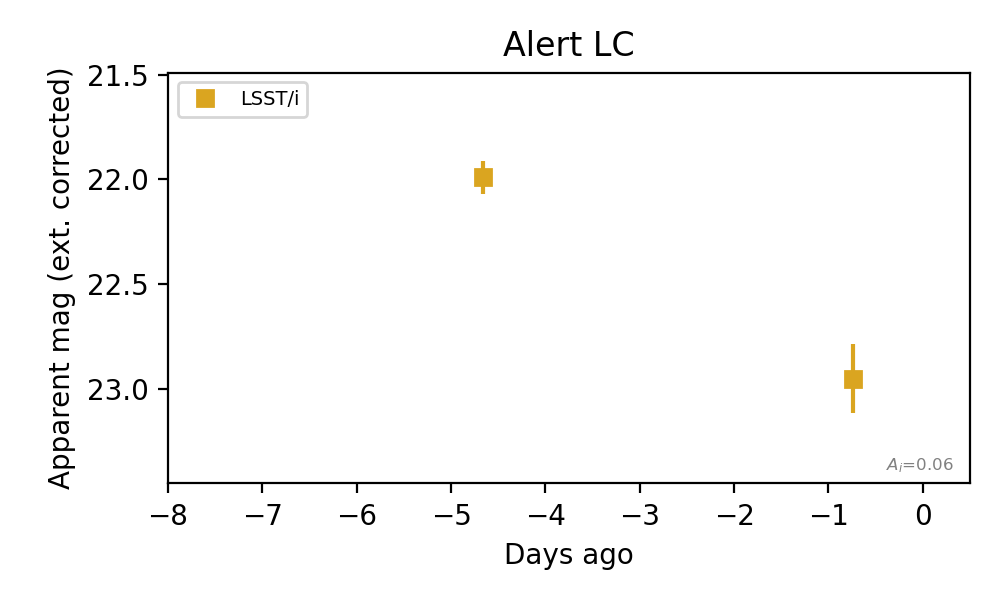 Alert LC
LSST/i
Apparent mag (ext. corrected)
21.5
22.0
22.5
23.0
A_i=0.06
−8 −7 −6 −5 −4 −3 −2 −1 0
Days ago